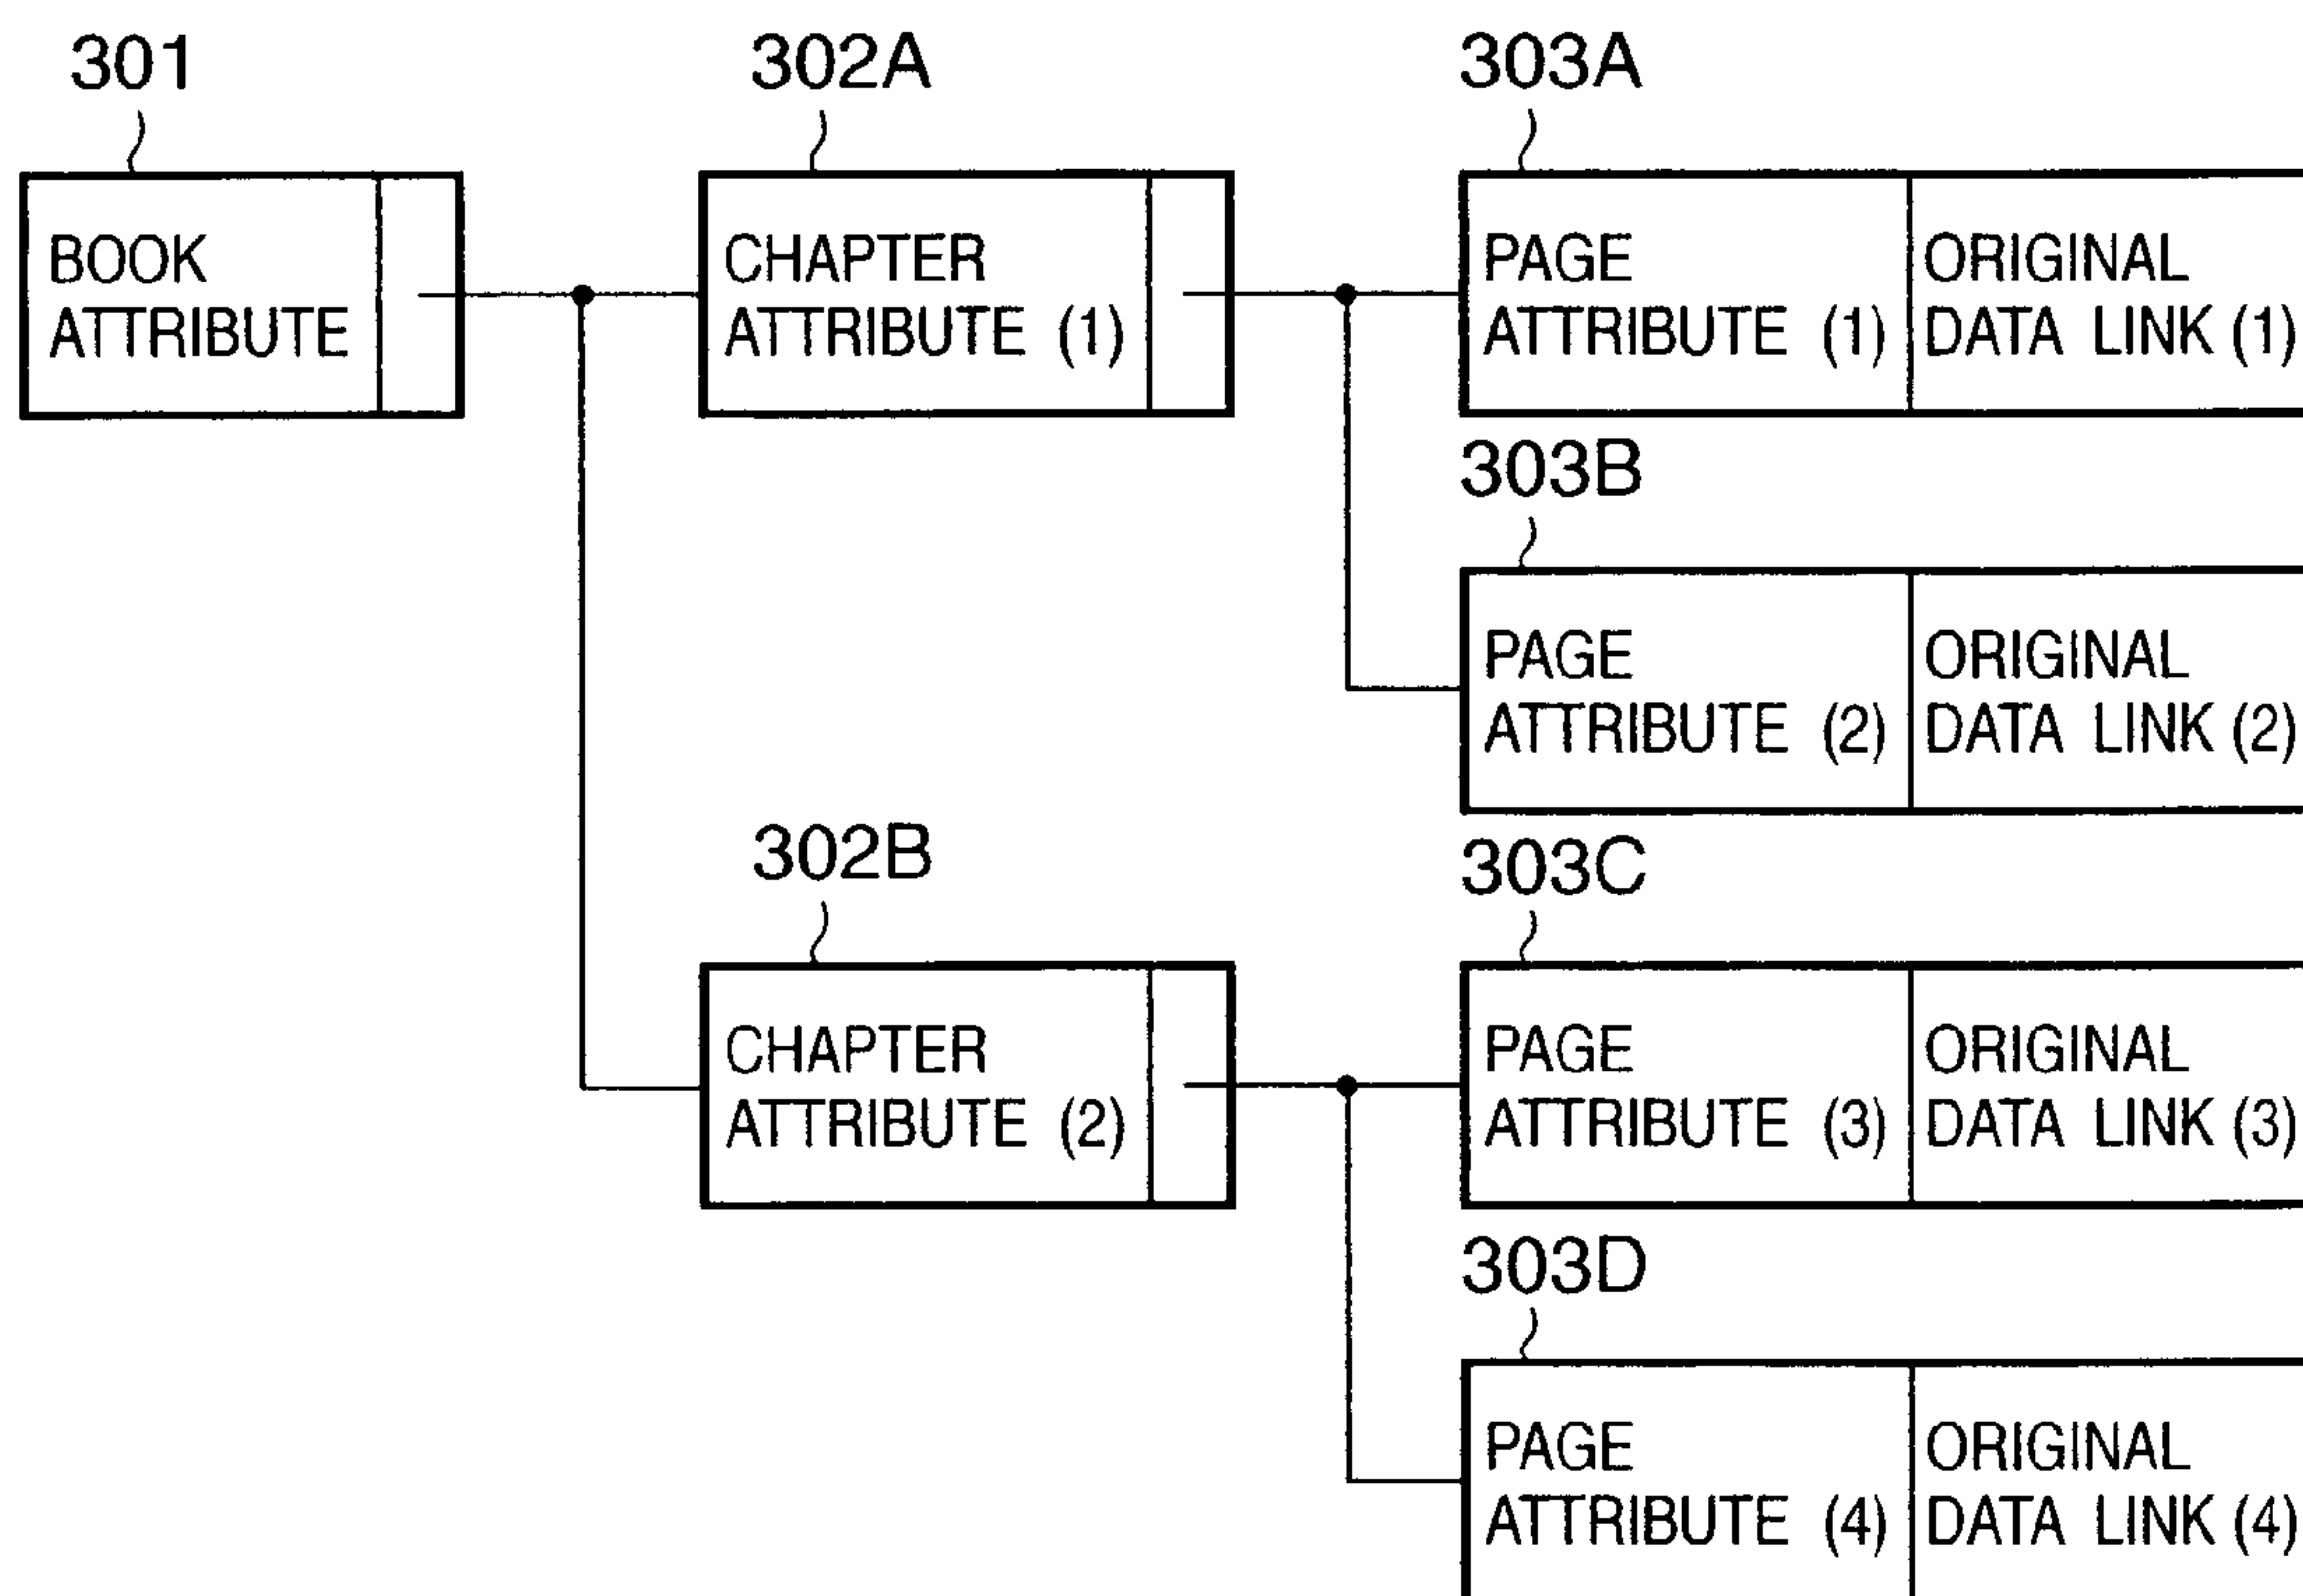 301
302A
303A
BOOK
ATTRIBUTE
CHAPTER
ATTRIBUTE (1)
PAGE
ATTRIBUTE (1)
ORIGINAL
DATA LINK (1)
303B
PAGE
ATTRIBUTE (2)
ORIGINAL
DATA LINK (2)
302B
303C
CHAPTER
ATTRIBUTE (2)
PAGE
ATTRIBUTE (3)
ORIGINAL
DATA LINK (3)
303D
PAGE
ATTRIBUTE (4)
ORIGINAL
DATA LINK (4)